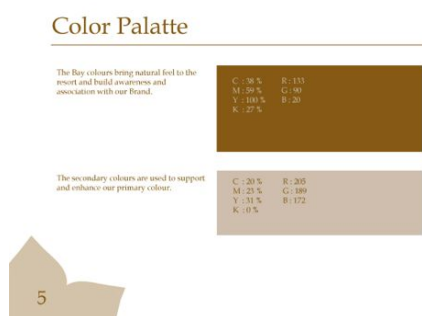 Color Palatte
The Bay colours bring natural feel to the
resort and build awareness and
association with our Brand.
C : 38 % R : 133
M : 59 % G : 90
Y : 100 % B : 20
K : 27 %
The secondary colours are used to support
and enhance our primary colour.
C : 20 % R : 205
M : 23 % G : 189
Y : 31 % B : 172
K : 0 %
5